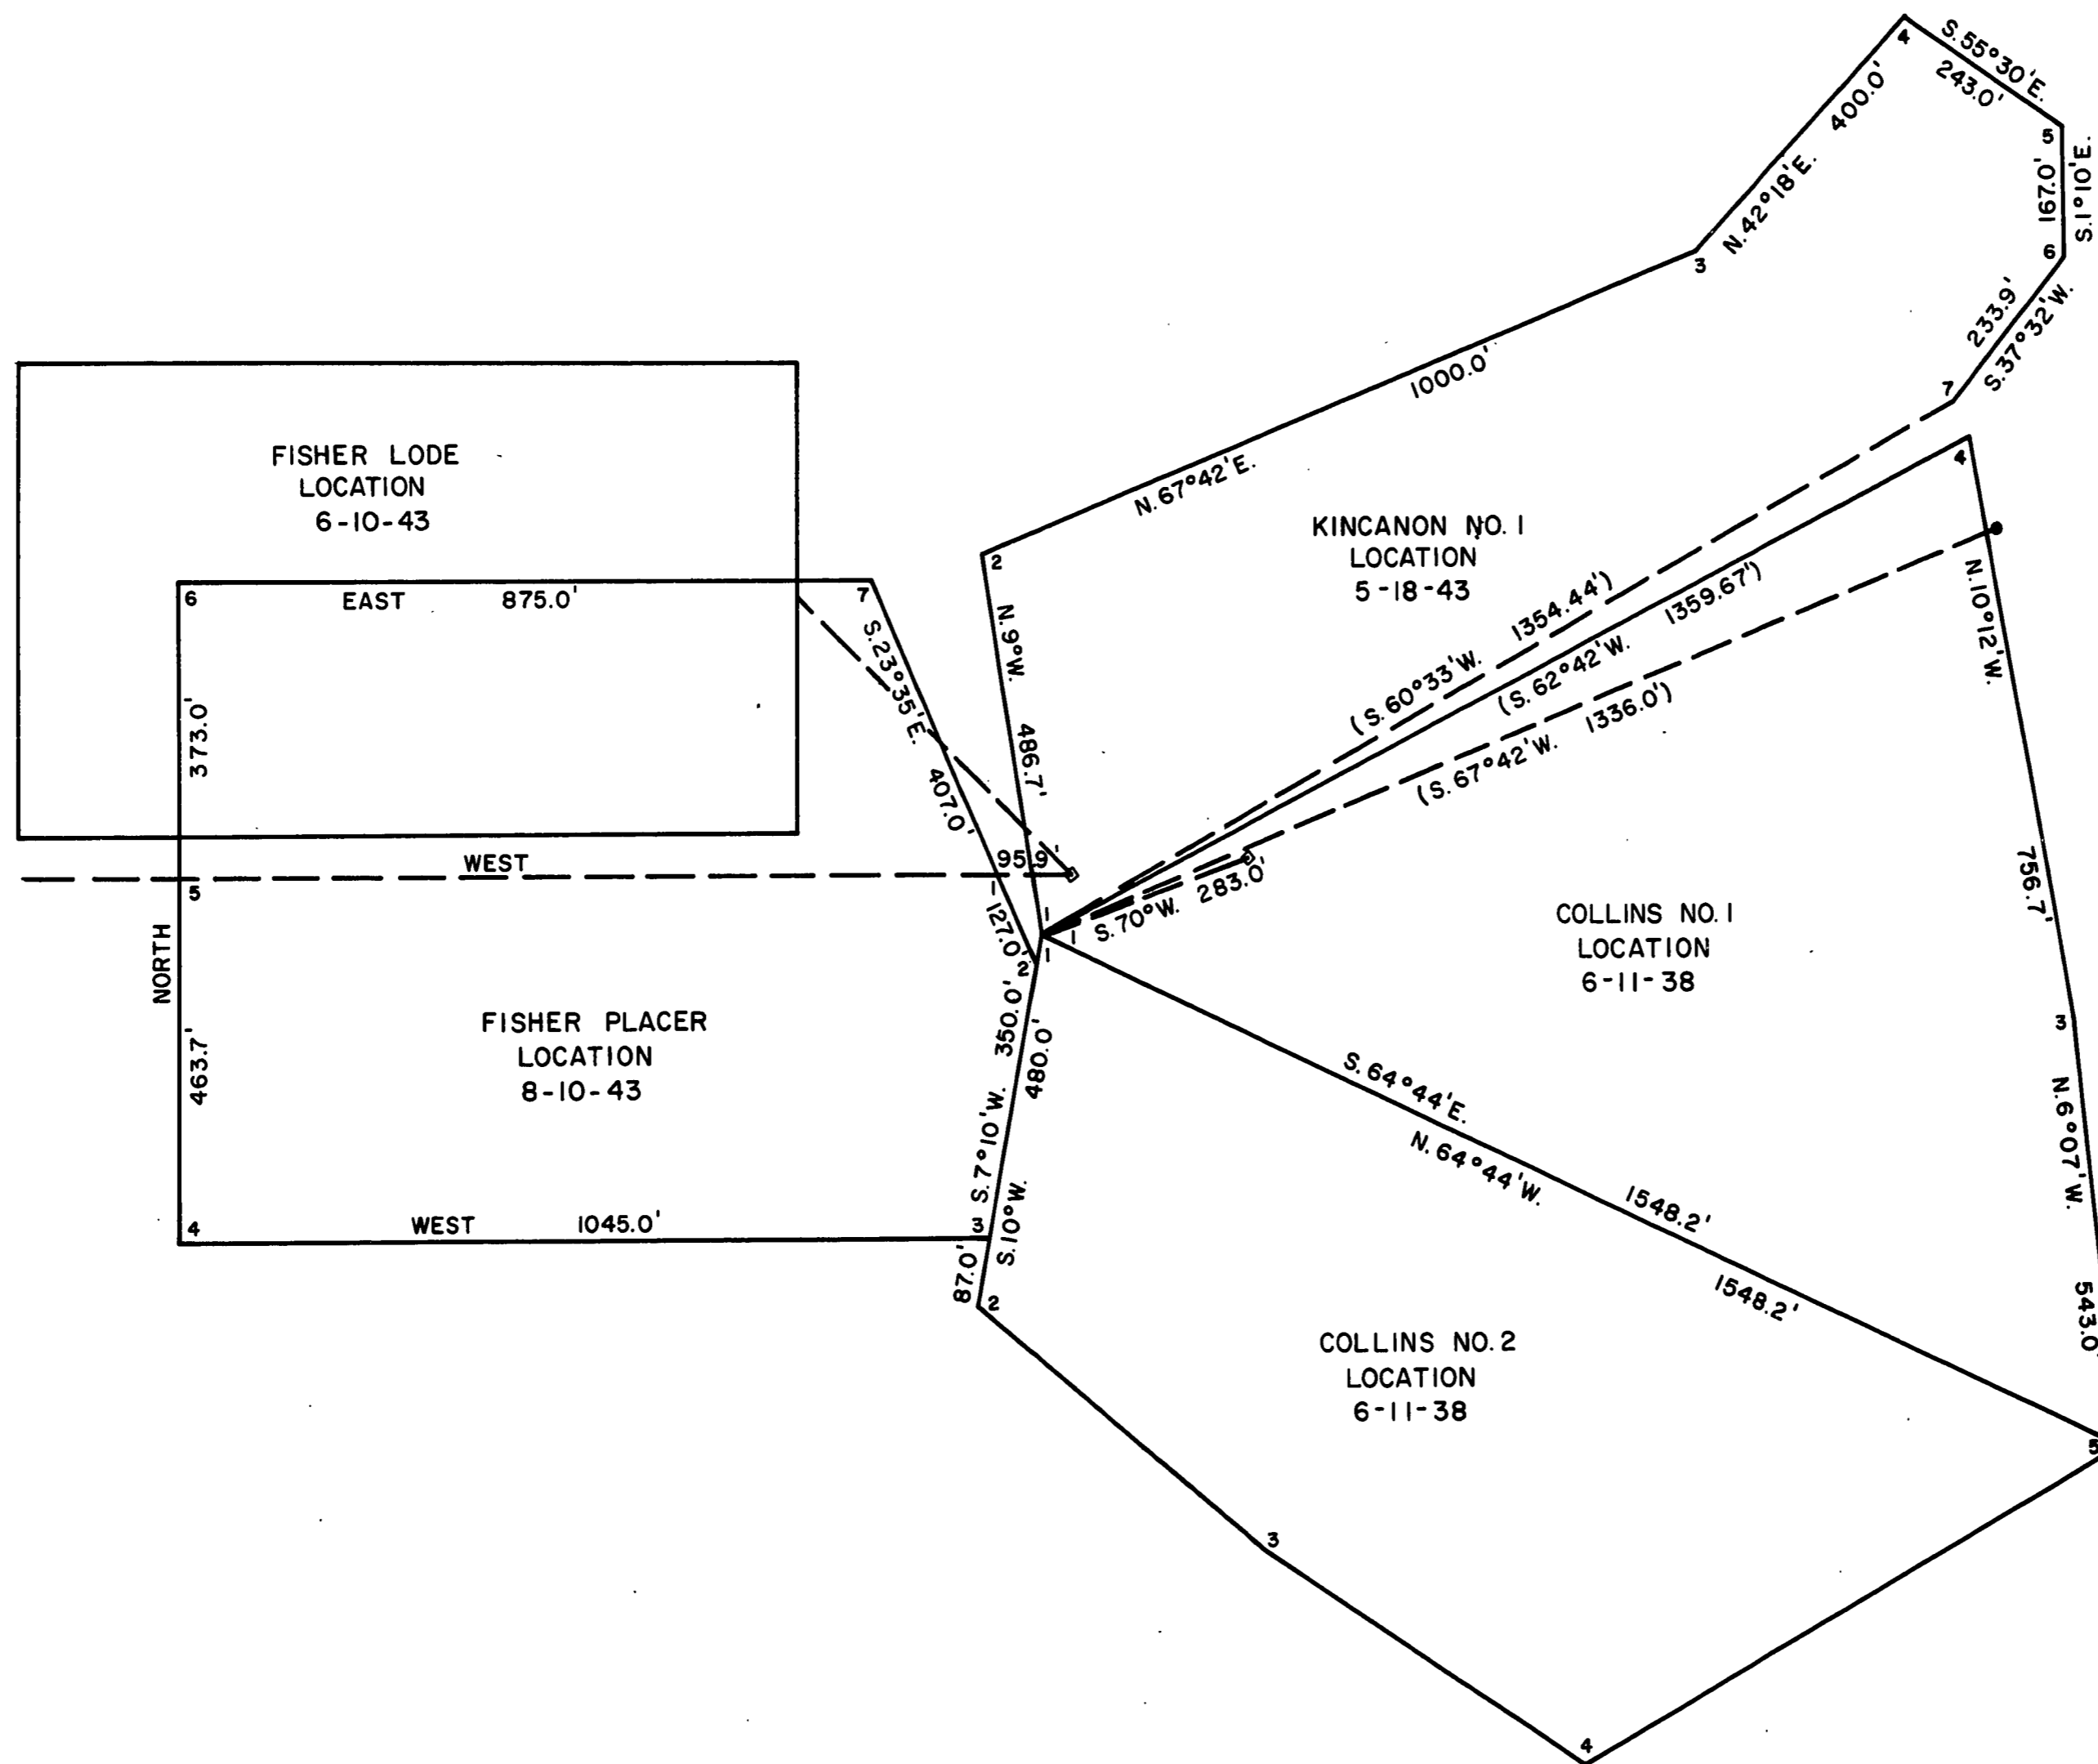 4
S.55°30'E.
243.0'
5
167.0'
S.1°10'E.
6
400.0'
N.42°18'E.
3
233.9'
S.37°32'W.
7
1000.0'
N.67°42'E.
2
4
FISHER LODE
LOCATION
6-10-43
KINCANON NO.1
LOCATION
5-18-43
6
EAST 875.0'
7
S.23°35'E.
407.0'
N.9°W.
486.7'
(S.60°33'W. 1354.44')
(S.62°42'W. 1359.67')
(S.67°42'W. 1336.0')
N.10°12'W.
756.7'
373.0'
WEST
95.9'
5
1
127.0'
2
1
1
1
S.70°W. 283.0'
COLLINS NO.1
LOCATION
6-11-38
3
NORTH
463.7'
FISHER PLACER
LOCATION
8-10-43
S.7°10'W. 350.0'
480.0'
S.10°W.
S.64°44'E.
1548.2'
N.64°44'W.
1548.2'
N.6°07'W.
543.0'
4
WEST 1045.0'
3
87.0'
2
COLLINS NO.2
LOCATION
6-11-38
5
3
4